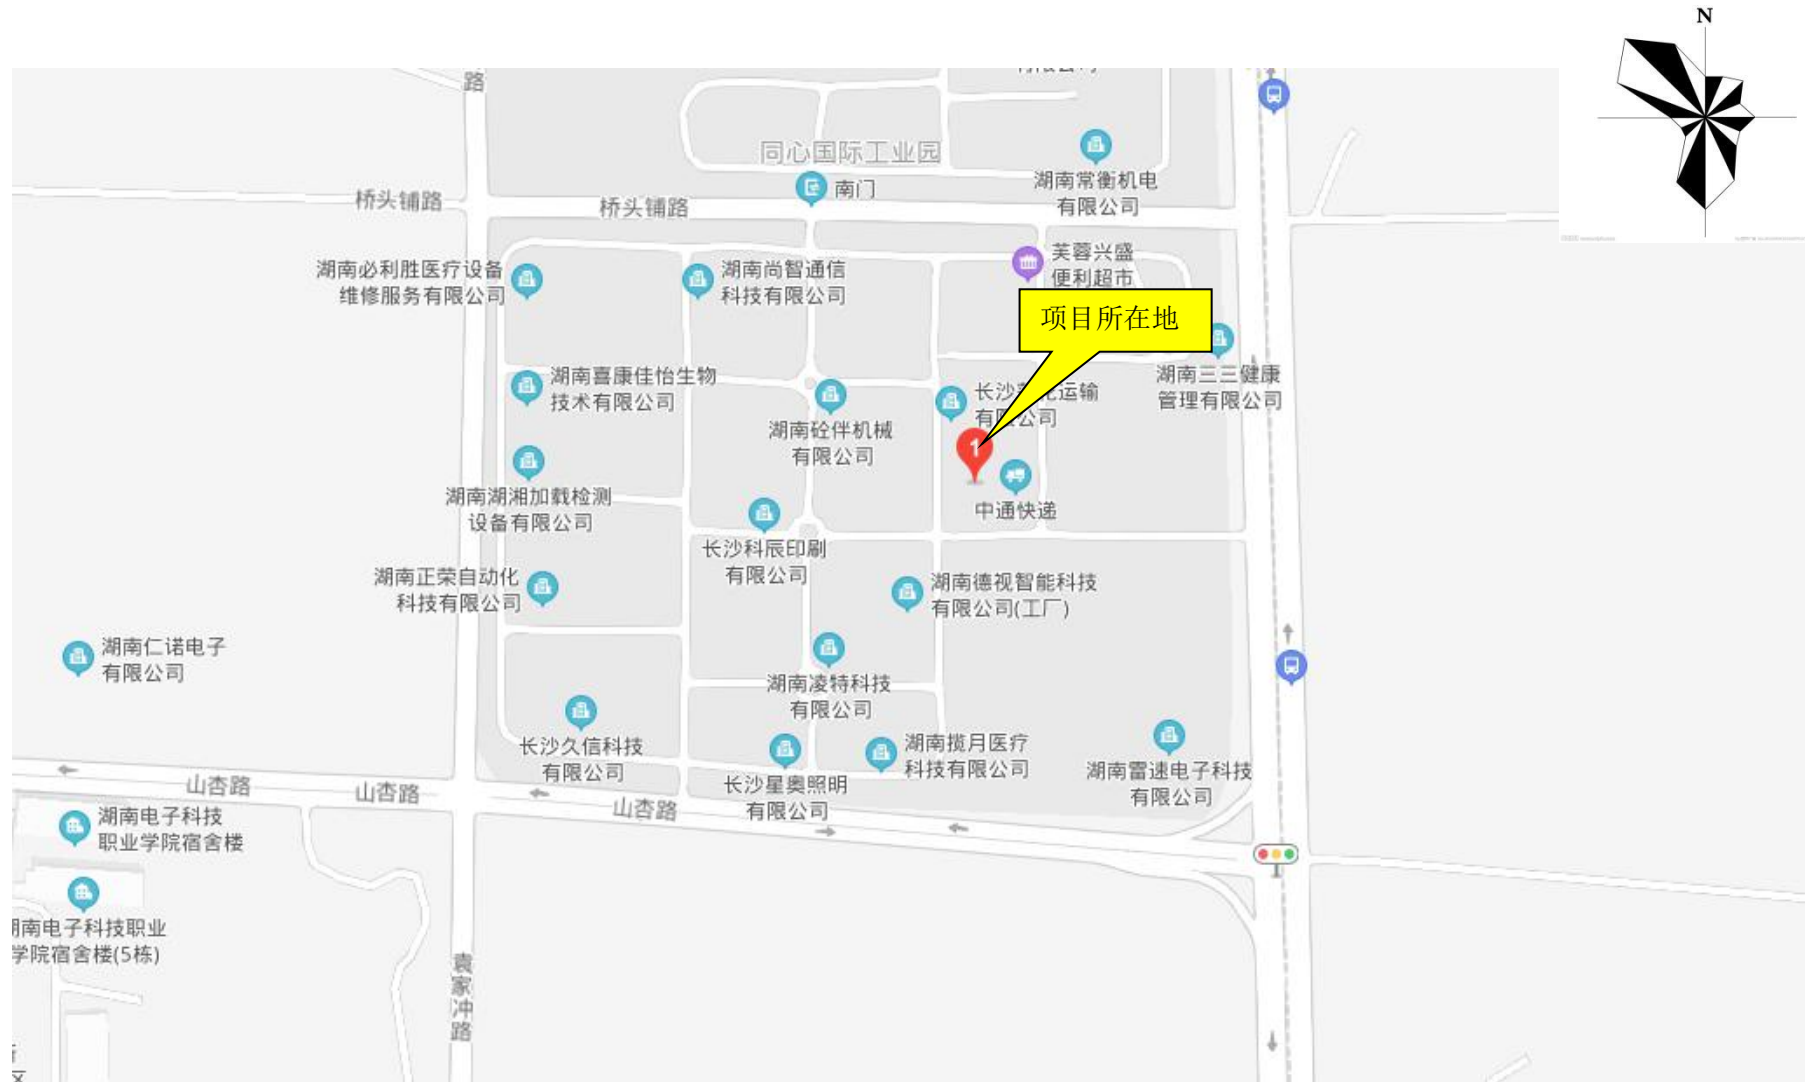 N
路
同心国际工业园
南门
湖南常衡机电
有限公司
桥头铺路
桥头铺路
芙蓉兴盛
便利超市
湖南必利胜医疗设备
维修服务有限公司
湖南尚智通信
科技有限公司
项目所在地
湖南三三健康
管理有限公司
湖南喜康佳怡生物
技术有限公司
长沙
运输
有限公司
湖南砼伴机械
有限公司
1
湖南湖湘加载检测
设备有限公司
中通快递
长沙科辰印刷
有限公司
湖南正荣自动化
科技有限公司
湖南德视智能科技
有限公司(工厂)
湖南仁诺电子
有限公司
湖南凌特科技
有限公司
长沙久信科技
有限公司
长沙星奥照明
有限公司
湖南揽月医疗
科技有限公司
湖南雷速电子科技
有限公司
山杏路
山杏路
山杏路
湖南电子科技
职业学院宿舍楼
湖南电子科技职业
学院宿舍楼(5栋)
袁家冲路
区